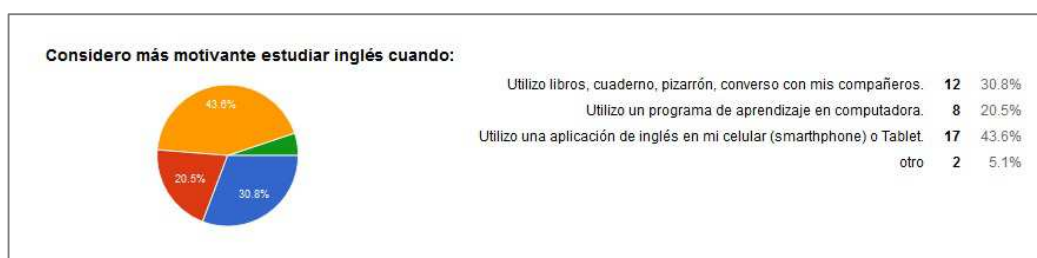 Considero más motivante estudiar inglés cuando:
Utilizo libros, cuaderno, pizarrón, converso con mis compañeros. 12 30.8%
Utilizo un programa de aprendizaje en computadora. 8 20.5%
Utilizo una aplicación de inglés en mi celular (smarthphone) o Tablet. 17 43.6%
otro 2 5.1%
43.6%
20.5%
30.8%